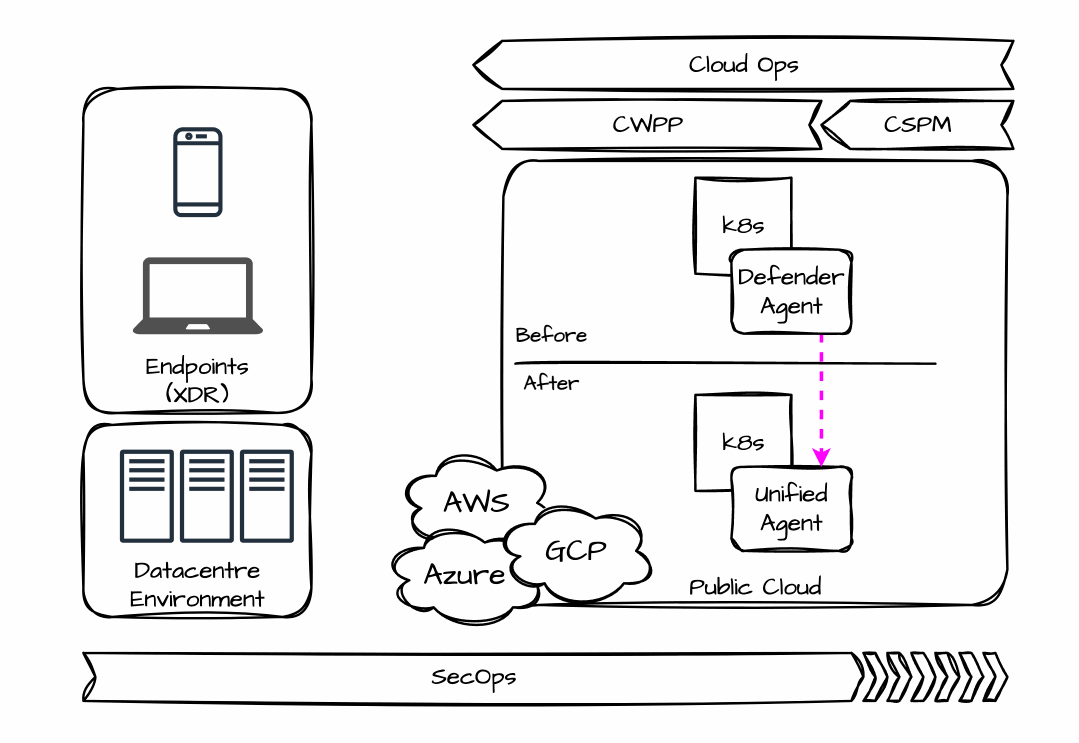 Cloud Ops
CWPP
CSPM
k8s
Defender
Agent
Before
After
k8s
Unified
Agent
Public Cloud
AWS
GCP
Azure
Endpoints
(XDR)
Datacentre
Environment
SecOps